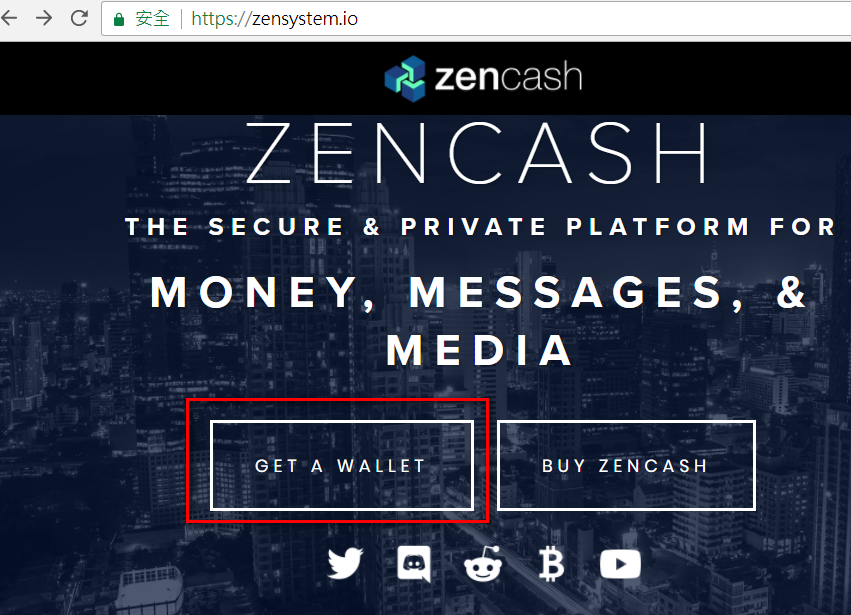 安全 https://zensystem.io
zencash
ZENCASH
THE SECURE & PRIVATE PLATFORM FOR
MONEY, MESSAGES, &
MEDIA
GET A WALLET
BUY ZENCASH